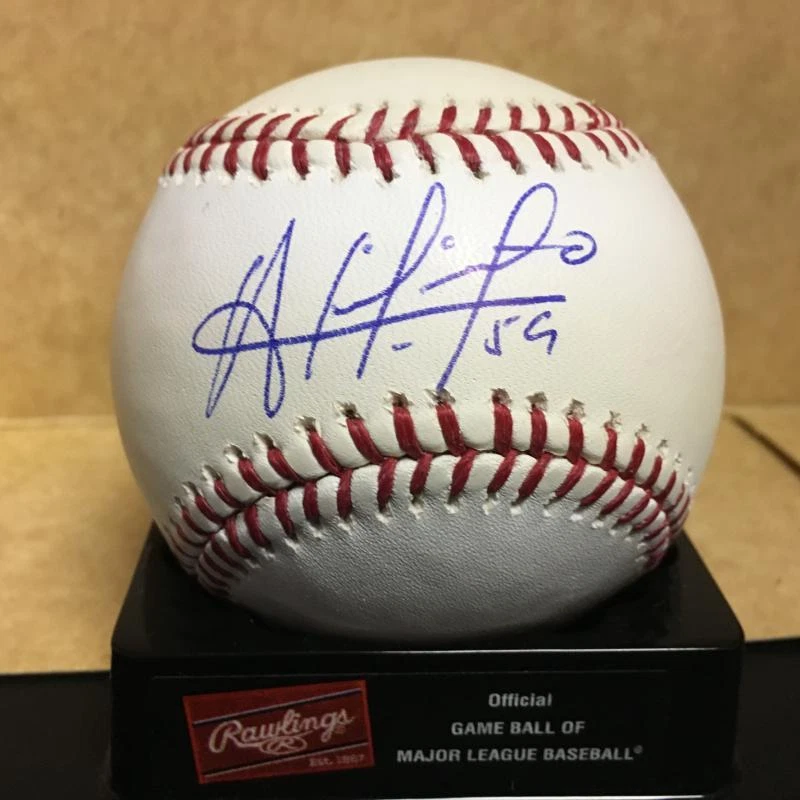 59
Rawlings
Est. 1887
Official
GAME BALL OF
MAJOR LEAGUE BASEBALL®